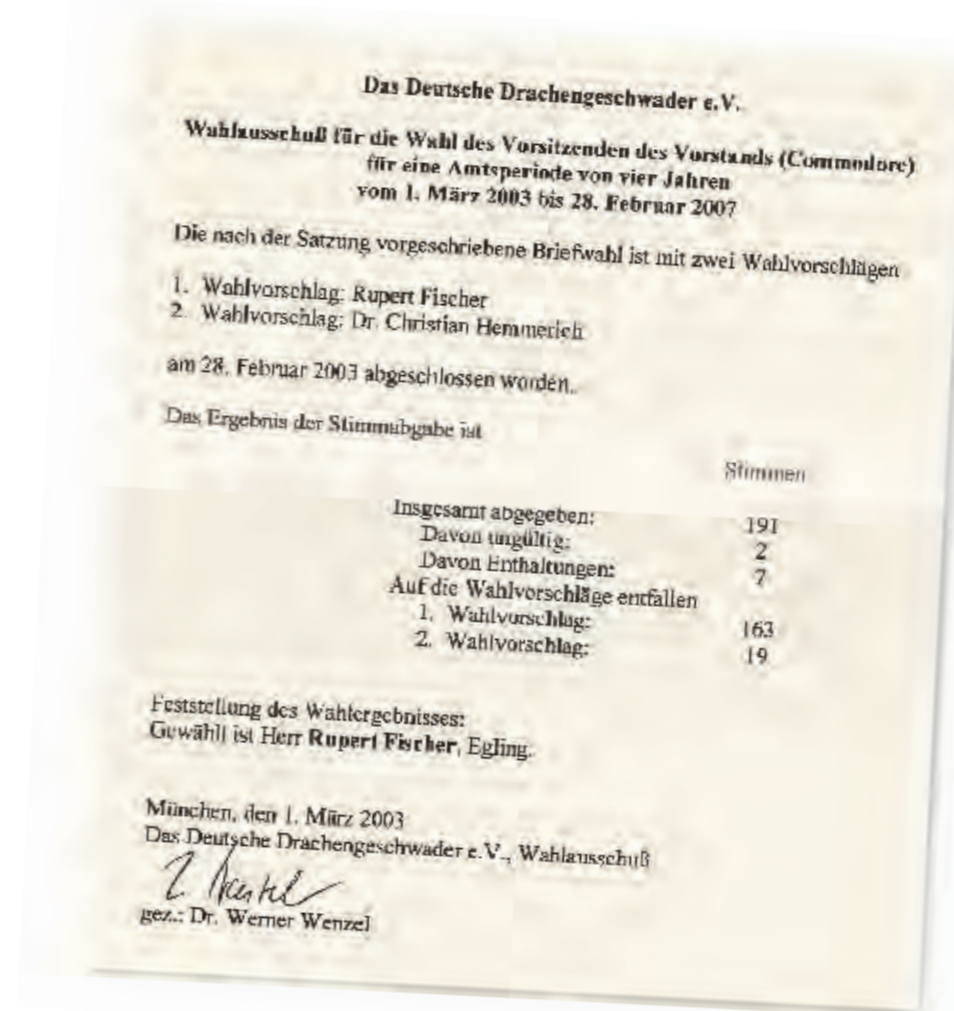 Das Deutsche Drachengeschwader e.V.
Wahlausschuß für die Wahl des Vorsitzenden des Vorstands (Commodore)
für eine Amtsperiode von vier Jahren
vom 1. März 2003 bis 28. Februar 2007
Die nach der Satzung vorgeschriebene Briefwahl ist mit zwei Wahlvorschlägen
1. Wahlvorschlag: Rupert Fischer
2. Wahlvorschlag: Dr. Christian Hemmerich
am 28. Februar 2003 abgeschlossen worden.
Das Ergebnis der Stimmabgabe ist
Stimmen
Insgesamt abgegeben: 191
Davon ungültig: 2
Davon Enthaltungen: 7
Auf die Wahlvorschläge entfallen
1. Wahlvorschlag: 163
2. Wahlvorschlag: 19
Feststellung des Wahlergebnisses:
Gewählt ist Herr Rupert Fischer, Egling.
München, den 1. März 2003
Das Deutsche Drachengeschwader e.V., Wahlausschuß
gez.: Dr. Werner Wenzel